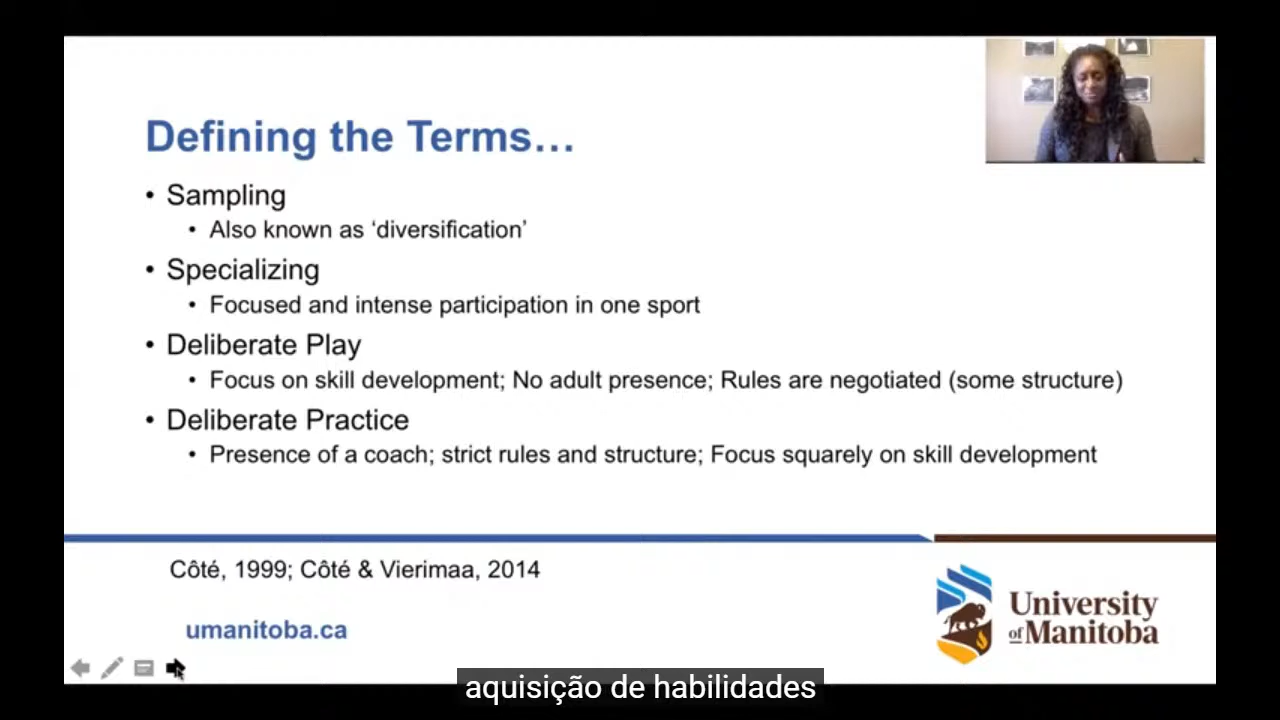 Defining the Terms…
• Sampling
• Also known as ‘diversification’
• Specializing
• Focused and intense participation in one sport
• Deliberate Play
• Focus on skill development; No adult presence; Rules are negotiated (some structure)
• Deliberate Practice
• Presence of a coach; strict rules and structure; Focus squarely on skill development
Côté, 1999; Côté & Vierimaa, 2014
umanitoba.ca
University
of Manitoba
aquisição de habilidades